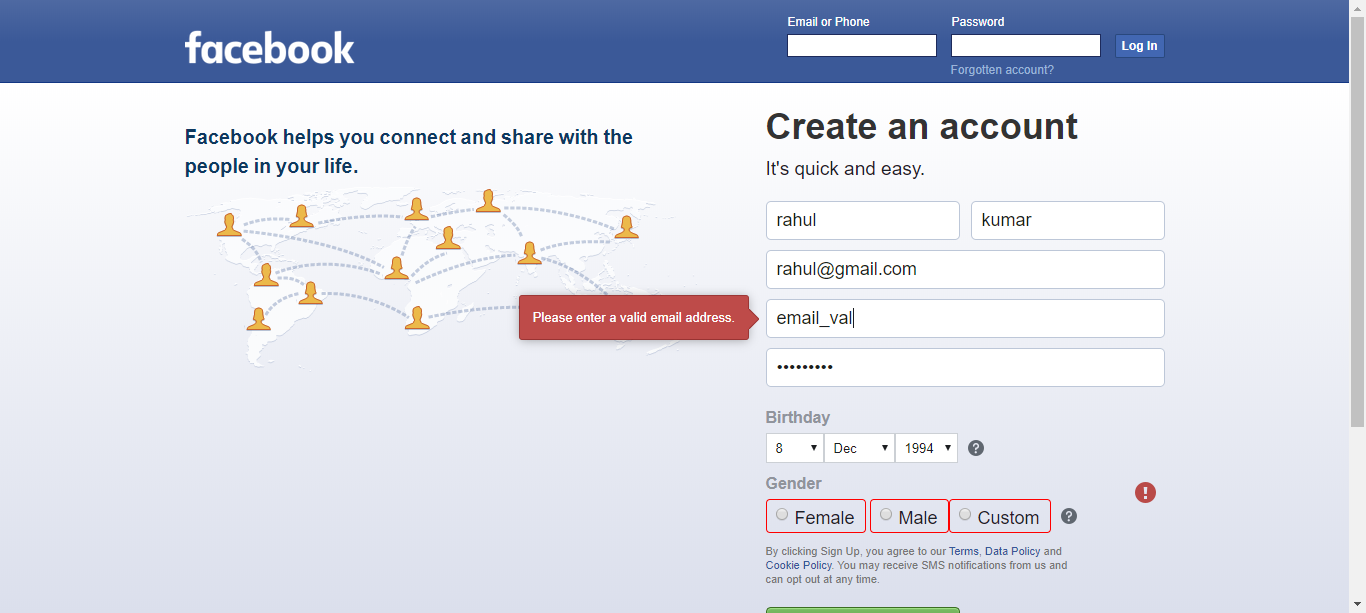 Email or Phone Password
facebook Log In
Forgotten account?
Create an account
Facebook helps you connect and share with the
people in your life.
It's quick and easy.
rahul kumar
rahul@gmail.com
Please enter a valid email address. email_val
•••••••••
Birthday
8 Dec 1994 ?
Gender
!
Female Male Custom ?
By clicking Sign Up, you agree to our Terms, Data Policy and
Cookie Policy. You may receive SMS notifications from us and
can opt out at any time.